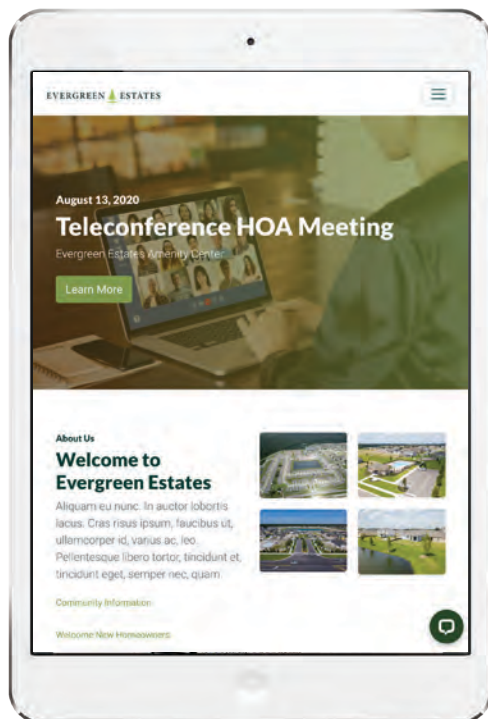 EVERGREEN ESTATES
August 13, 2020
Teleconference HOA Meeting
Evergreen Estates Amenity Center
Learn More
About Us
Welcome to
Evergreen Estates
Aliquam eu nunc. In auctor lobortis
lacus. Cras risus ipsum, faucibus ut,
ullamcorper id, varius ac, leo.
Pellentesque libero tortor, tincidunt et,
tincidunt eget, semper nec, quam
Community Information
Welcome New Homeowners